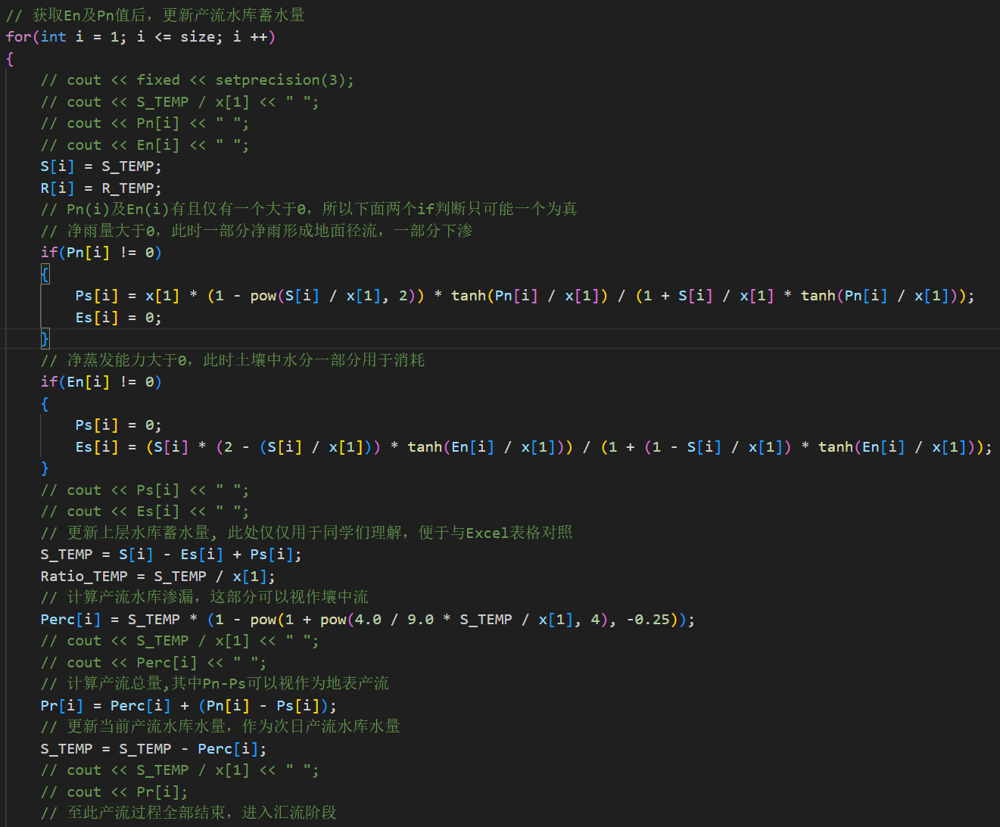 // 获取En及Pn值后，更新产流水库蓄水量
for(int i = 1; i <= size; i ++)
{
    // cout << fixed << setprecision(3);
    // cout << S_TEMP / x[1] << " ";
    // cout << Pn[i] << " ";
    // cout << En[i] << " ";
    S[i] = S_TEMP;
    R[i] = R_TEMP;
    // Pn(i)及En(i)有且仅有一个大于0，所以下面两个if判断只可能一个为真
    // 净雨量大于0，此时一部分净雨形成地面径流，一部分下渗
    if(Pn[i] != 0)
    {
        Ps[i] = x[1] * (1 - pow(S[i] / x[1], 2)) * tanh(Pn[i] / x[1]) / (1 + S[i] / x[1] * tanh(Pn[i] / x[1]));
        Es[i] = 0;
    }
    // 净蒸发能力大于0，此时土壤中水分一部分用于消耗
    if(En[i] != 0)
    {
        Ps[i] = 0;
        Es[i] = (S[i] * (2 - (S[i] / x[1])) * tanh(En[i] / x[1])) / (1 + (1 - S[i] / x[1]) * tanh(En[i] / x[1]));
    }
    // cout << Ps[i] << " ";
    // cout << Es[i] << " ";
    // 更新上层水库蓄水量, 此处仅仅用于同学们理解，便于与Excel表格对照
    S_TEMP = S[i] - Es[i] + Ps[i];
    Ratio_TEMP = S_TEMP / x[1];
    // 计算产流水库渗漏，这部分可以视作壤中流
    Perc[i] = S_TEMP * (1 - pow(1 + pow(4.0 / 9.0 * S_TEMP / x[1], 4), -0.25));
    // cout << S_TEMP / x[1] << " ";
    // cout << Perc[i] << " ";
    // 计算产流总量,其中Pn-Ps可以视作为地表产流
    Pr[i] = Perc[i] + (Pn[i] - Ps[i]);
    // 更新当前产流水库水量，作为次日产流水库水量
    S_TEMP = S_TEMP - Perc[i];
    // cout << S_TEMP / x[1] << " ";
    // cout << Pr[i];
    // 至此产流过程全部结束，进入汇流阶段